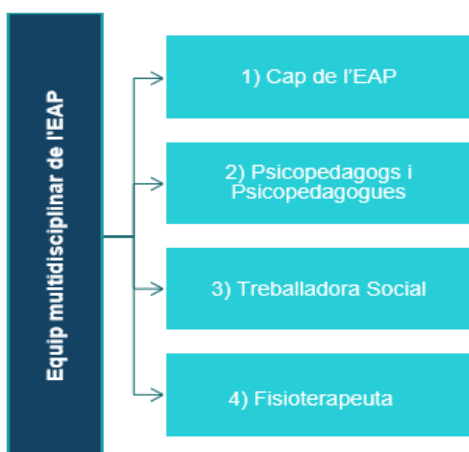 Equip multidisciplinar de l'EAP
1) Cap de l'EAP
2) Psicopedagogs i
Psicopedagogues
3) Treballadora Social
4) Fisioterapeuta